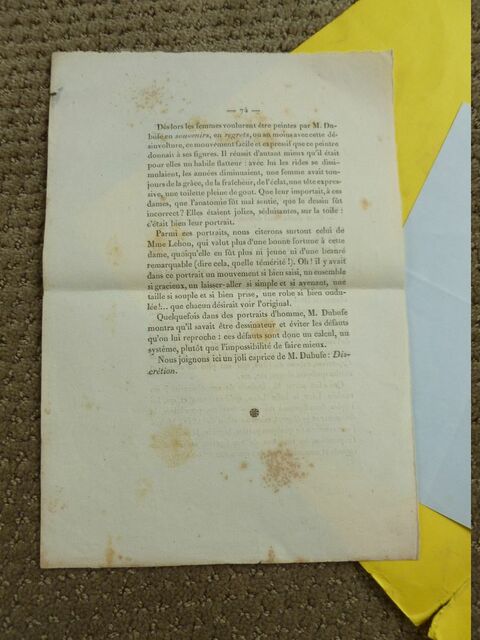 — 74 —
Dès lors les femmes voulurent être peintes par M. Du-
bufe en souvenirs, en regrets, ou au moins avec cette dé-
sinvolture, ce mouvement facile et expressif que ce peintre
donnait à ses figures. Il réussit d'autant mieux qu'il était
pour elles un habile flatteur : avec lui les rides se dissi-
mulaient, les années diminuaient, une femme avait tou-
jours de la grâce, de la fraîcheur, de l'éclat, une tête expres-
sive, une toilette pleine de gout. Que leur importait, à ces
dames, que l'anatomie fût mal sentie, que le dessin fût
incorrect ? Elles étaient jolies, séduisantes, sur la toile :
c'était bien leur portrait.
Parmi ces portraits, nous citerons surtout celui de
Mme Lehon, qui valut plus d'une bonne fortune à cette
dame, quoiqu'elle en fût plus ni jeune ni d'une beauté
remarquable (dire cela, quelle témérité !). Oh ! il y avait
dans ce portrait un mouvement si bien saisi, un ensemble
si gracieux, un laisser-aller si simple et si avenant, une
taille si souple et si bien prise, une robe si bien ondu-
lée !... que chacun désirait voir l'original.
Quelquefois dans des portraits d'homme, M. Dubufe
montra qu'il savait être dessinateur et éviter les défauts
qu'on lui reproche : ces défauts sont donc un calcul, un
système, plutôt que l'impossibilité de faire mieux.
Nous joignons ici un joli caprice de M. Dubufe : Dis-
crétion.